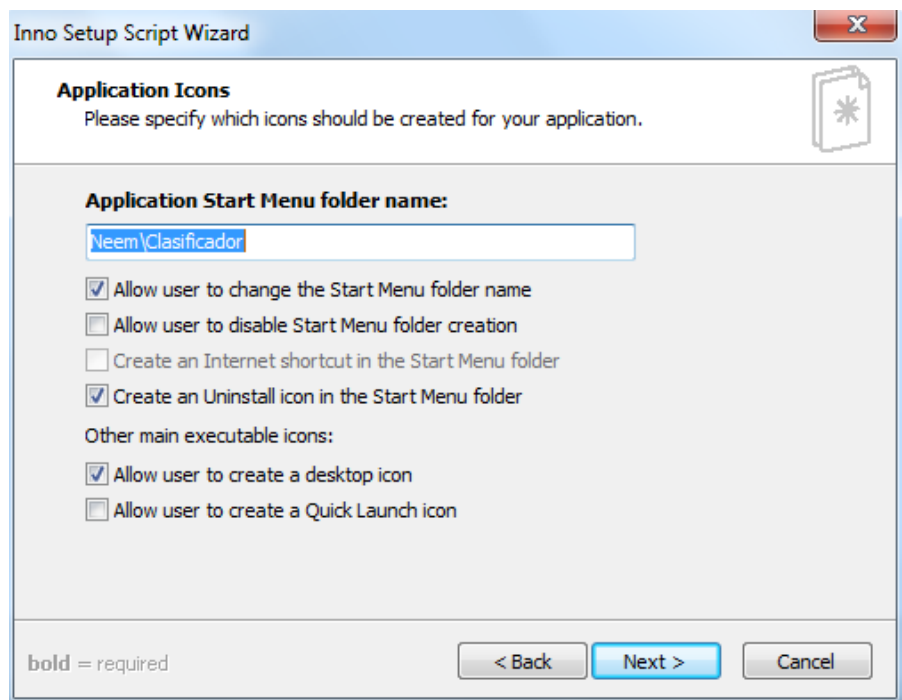 Inno Setup Script Wizard
Application Icons
Please specify which icons should be created for your application.
Application Start Menu folder name:
Neem\Clasificador
Allow user to change the Start Menu folder name
Allow user to disable Start Menu folder creation
Create an Internet shortcut in the Start Menu folder
Create an Uninstall icon in the Start Menu folder
Other main executable icons:
Allow user to create a desktop icon
Allow user to create a Quick Launch icon
bold = required
< Back
Next >
Cancel